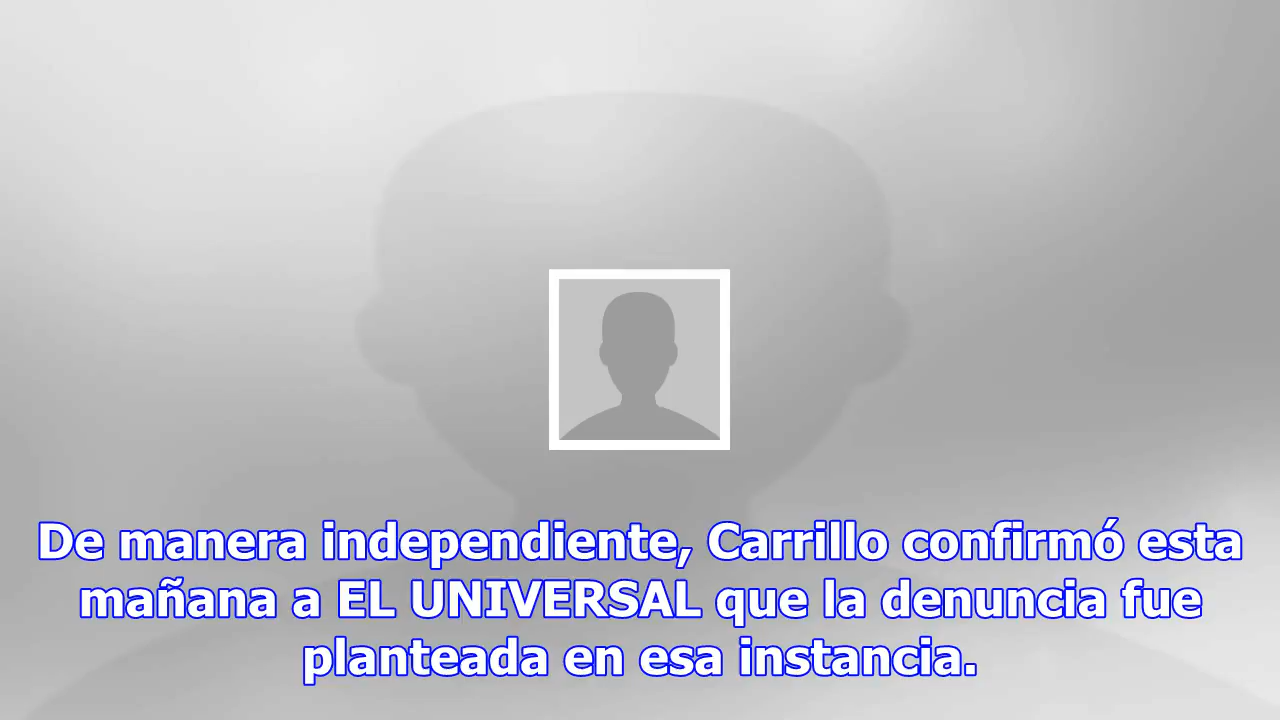 De manera independiente, Carrillo confirmó esta
mañana a EL UNIVERSAL que la denuncia fue
planteada en esa instancia.